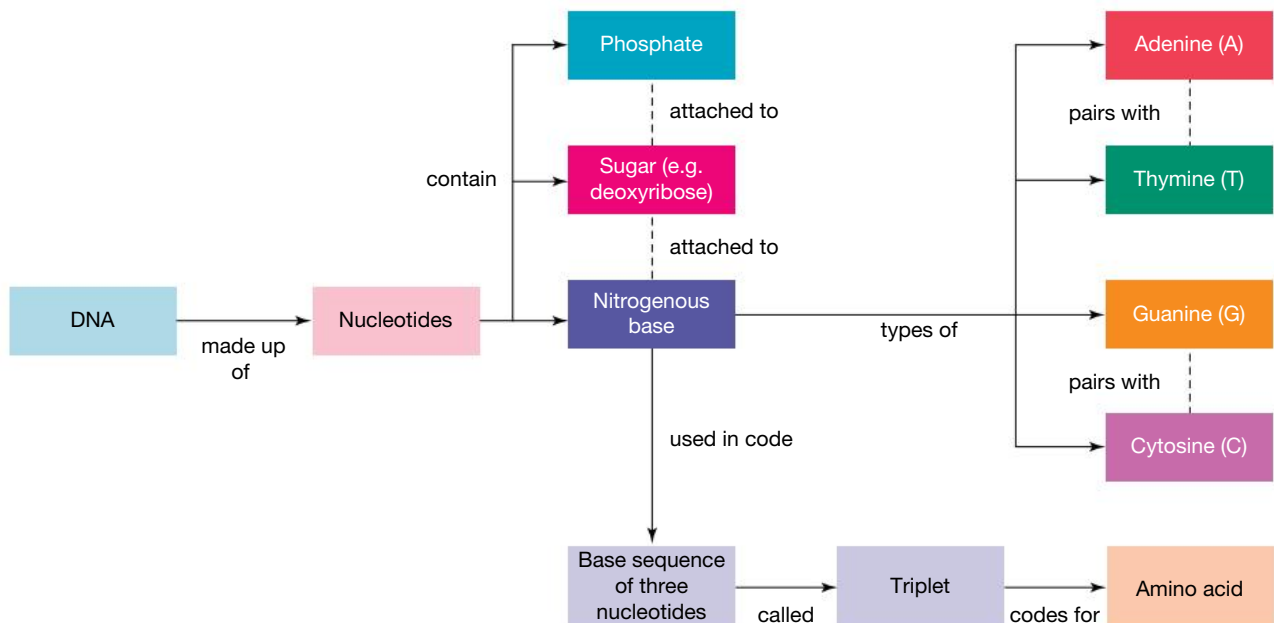 Phosphate
Adenine (A)
attached to
pairs with
contain
Sugar (e.g.
deoxyribose)
Thymine (T)
attached to
DNA
made up
of
Nucleotides
Nitrogenous
base
types of
Guanine (G)
pairs with
used in code
Cytosine (C)
Base sequence
of three
nucleotides
called
Triplet
codes for
Amino acid